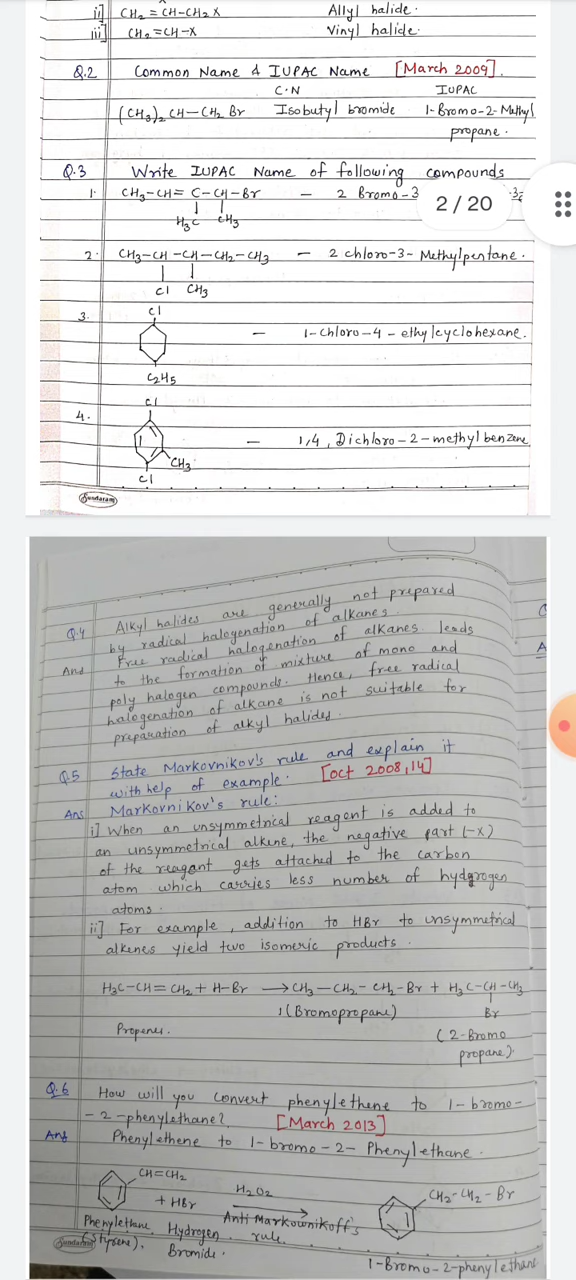 ii] CH₂ = CH-CH₂ X Allyl halide.
iii] CH₂ = CH-X Vinyl halide.
Q.2 Common Name & IUPAC Name [March 2009].
C.N IUPAC
(CH₃)₂ CH-CH₂ Br Isobutyl bromide 1-Bromo-2-Methyl
propane.
Q.3 Write IUPAC Name of following compounds
1. CH₃-CH= C-CH-Br - 2 Bromo-3
2 / 20
H₃C CH₃
2. CH₃-CH-CH-CH₂-CH₃ - 2 chloro-3-Methylpentane.
Cl CH₃
3. Cl
- 1-chloro-4-ethylcyclohexane.
C₂H₅
Cl
4.
- 1,4, Dichloro-2-methyl benzene
CH₃
Cl
Sundaram
Q.4 Alkyl halides are generally not prepared
by radical halogenation of alkanes.
Ans Free radical halogenation of alkanes. leads
to the formation of mixture of mono and
poly halogen compounds. Hence, free radical
halogenation of alkane is not suitable for
preparation of alkyl halides.
Q5 State Markovnikov's rule and explain it
with help of example. [Oct 2008,14]
Ans Markovnikov's rule:
i] When an unsymmetrical reagent is added to
an unsymmetrical alkene, the negative part (-x)
of the reagant gets attached to the carbon
atom which carries less number of hydgrogen
atoms.
ii] For example, addition to HBr to unsymmetrical
alkenes yield two isomeric products.
H₃C-CH= CH₂ + H-Br → CH₃-CH₂-CH₂-Br + H₃C-CH-CH₃
1(Bromopropane) Br
Propene. (2-Bromo
propane).
Q.6 How will you convert phenylethene to 1-bromo-
-2-phenylethane? [March 2013]
Ans Phenylethene to 1-bromo-2-Phenylethane.
CH=CH₂
H₂O₂ CH₂-CH₂-Br
+ HBr
Anti Markownikoff's
Phenylethene Hydrogen rule.
(Styrene). Bromide.
Sundaram
1-Bromo-2-phenylethane